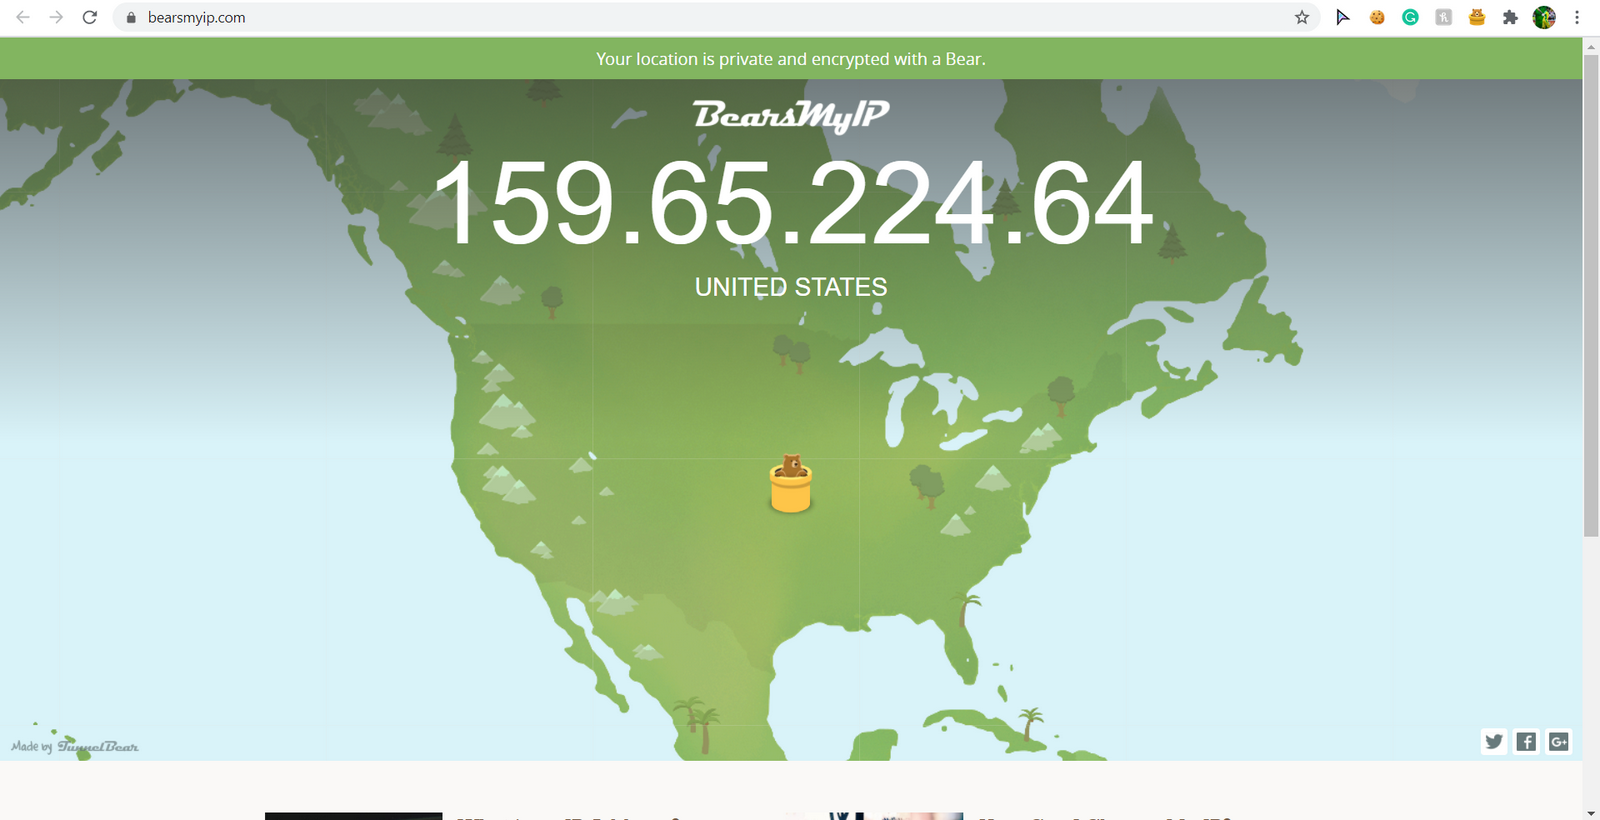 bearsmyip.com
Your location is private and encrypted with a Bear.
BearsMyIP
159.65.224.64
UNITED STATES
Made by TunnelBear